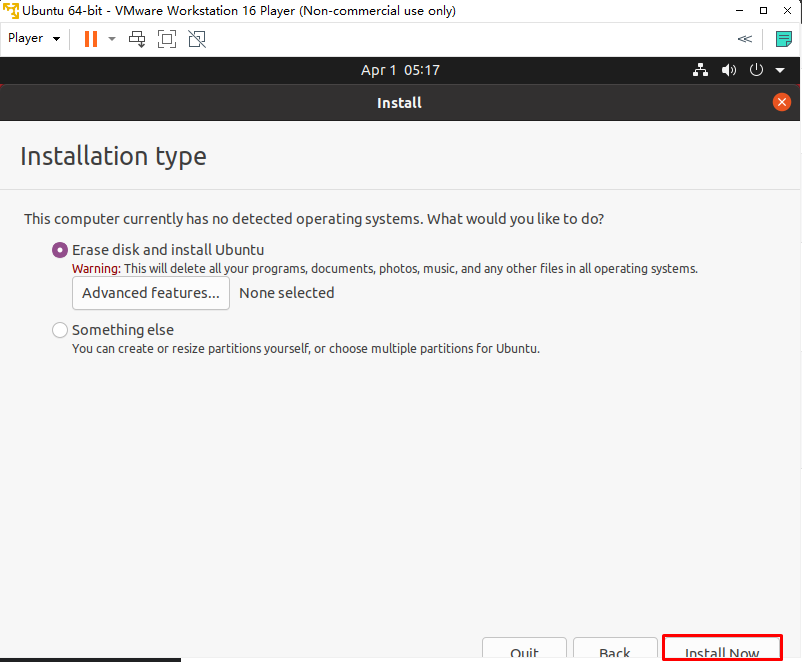 Ubuntu 64-bit - VMware Workstation 16 Player (Non-commercial use only)
Player
Apr 1 05:17
Install
Installation type
This computer currently has no detected operating systems. What would you like to do?
Erase disk and install Ubuntu
Warning: This will delete all your programs, documents, photos, music, and any other files in all operating systems.
Advanced features... None selected
Something else
You can create or resize partitions yourself, or choose multiple partitions for Ubuntu.
Quit Back Install Now